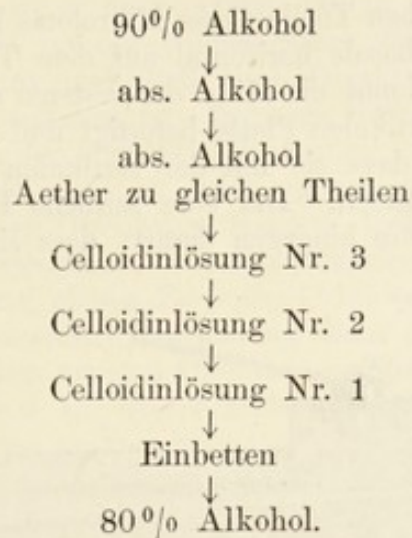 90% Alkohol
↓
abs. Alkohol
↓
abs. Alkohol
Aether zu gleichen Theilen
↓
Celloidinlösung Nr. 3
↓
Celloidinlösung Nr. 2
↓
Celloidinlösung Nr. 1
↓
Einbetten
↓
80% Alkohol.